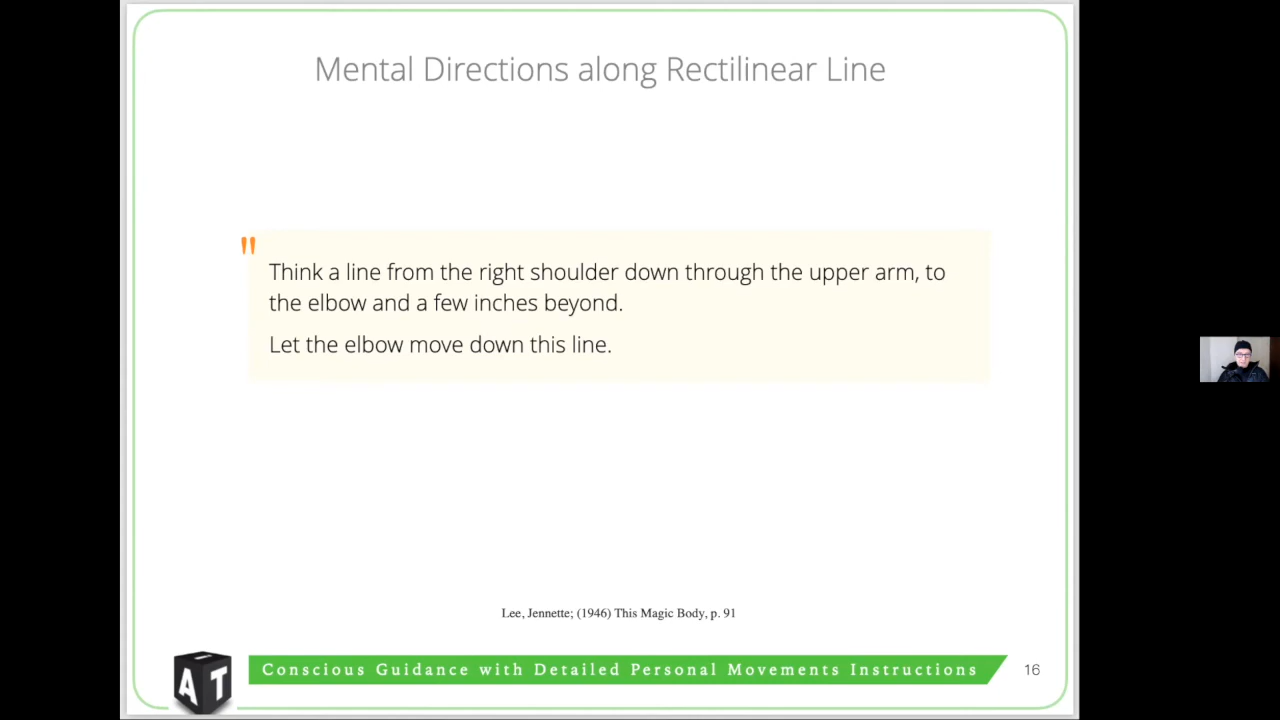 Mental Directions along Rectilinear Line
"
Think a line from the right shoulder down through the upper arm, to
the elbow and a few inches beyond.
Let the elbow move down this line.
Lee, Jennette; (1946) This Magic Body, p. 91
AT
Conscious Guidance with Detailed Personal Movements Instructions
16